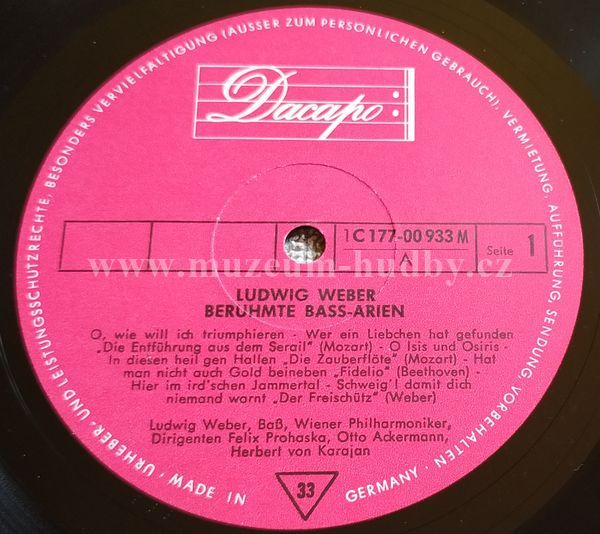 URHEBER- UND LEISTUNGSSCHUTZRECHTE, BESONDERS VERVIELFÄLTIGUNG (AUSSER ZUM PERSÖNLICHEN GEBRAUCH), VERMIETUNG, AUFFÜHRUNG, SENDUNG VORBEHALTEN
Dacapo
1C 177-00 933 M
A
Seite 1
www.muzeum-hudby.cz
LUDWIG WEBER
BERÜHMTE BASS-ARIEN
O, wie will ich triumphieren - Wer ein Liebchen hat gefunden
„Die Entführung aus dem Serail“ (Mozart) - O Isis und Osiris -
In diesen heil gen Hallen „Die Zauberflöte“ (Mozart) - Hat
man nicht auch Gold beineben „Fidelio“ (Beethoven) -
Hier im ird'schen Jammertal - Schweig'! damit dich
niemand warnt „Der Freischütz“ (Weber)
Ludwig Weber, Baß, Wiener Philharmoniker,
Dirigenten Felix Prohaska, Otto Ackermann,
Herbert von Karajan
33
MADE IN GERMANY